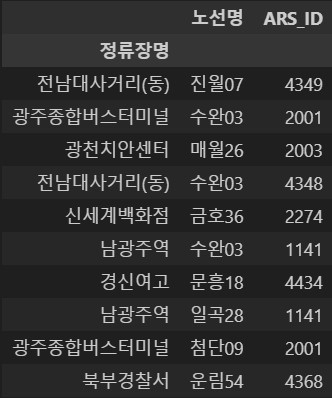 노선명 ARS_ID
정류장명
전남대사거리(동) 진월07 4349
광주종합버스터미널 수완03 2001
광천치안센터 매월26 2003
전남대사거리(동) 수완03 4348
신세계백화점 금호36 2274
남광주역 수완03 1141
경신여고 문흥18 4434
남광주역 일곡28 1141
광주종합버스터미널 첨단09 2001
북부경찰서 운림54 4368